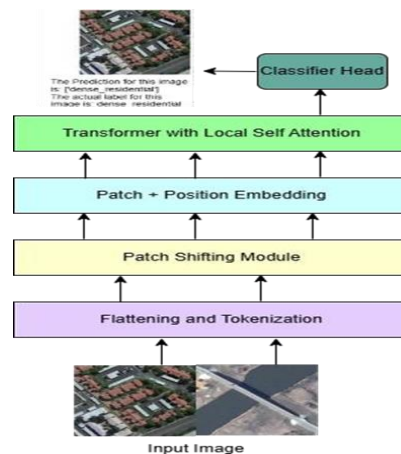 The Prediction for this image
is: ['dense_residential']
The actual label for this
image is: dense_residential
Classifier Head
Transformer with Local Self Attention
Patch + Position Embedding
Patch Shifting Module
Flattening and Tokenization
Input Image